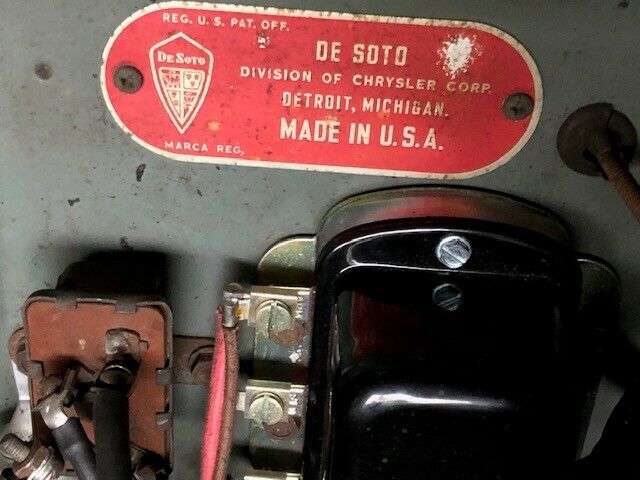 REG. U.S. PAT. OFF.
DE SOTO
DE SOTO
DIVISION OF CHRYSLER CORP.
DETROIT, MICHIGAN.
MADE IN U.S.A.
MARCA REG.